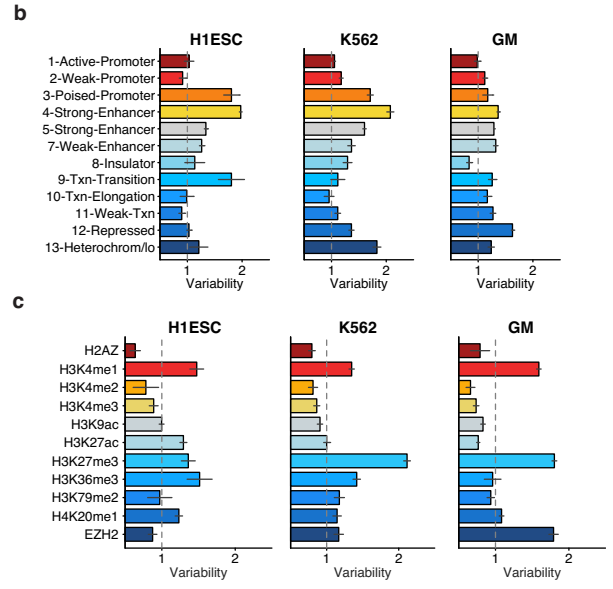 b
H1ESC K562 GM
1-Active-Promoter
2-Weak-Promoter
3-Poised-Promoter
4-Strong-Enhancer
5-Strong-Enhancer
7-Weak-Enhancer
8-Insulator
9-Txn-Transition
10-Txn-Elongation
11-Weak-Txn
12-Repressed
13-Heterochrom/lo
1 2 1 2 1 2
Variability Variability Variability
c
H1ESC K562 GM
H2AZ
H3K4me1
H3K4me2
H3K4me3
H3K9ac
H3K27ac
H3K27me3
H3K36me3
H3K79me2
H4K20me1
EZH2
1 2 1 2 1 2
Variability Variability Variability